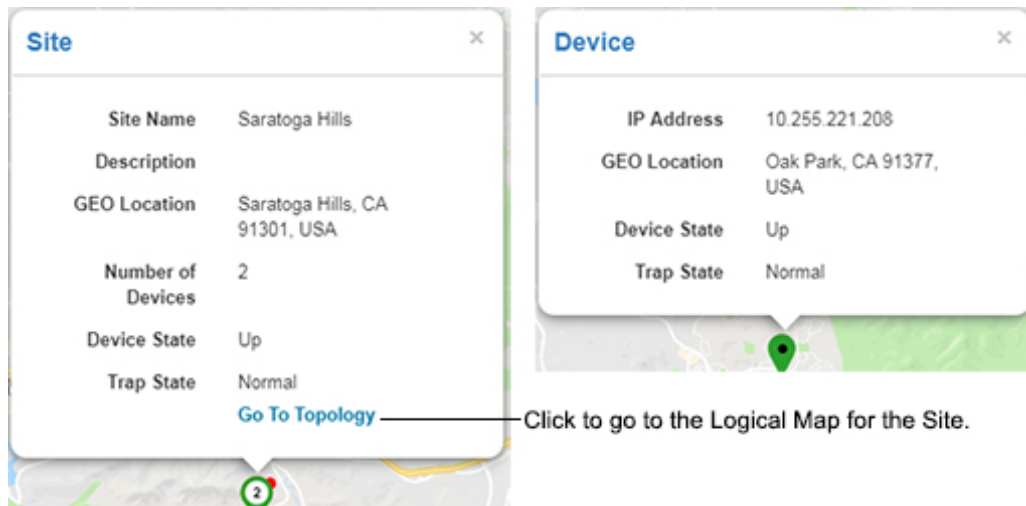 Site ×
Site Name Saratoga Hills
Description
GEO Location Saratoga Hills, CA
91301, USA
Number of 2
Devices
Device State Up
Trap State Normal
Go To Topology
2
Device ×
IP Address 10.255.221.208
GEO Location Oak Park, CA 91377,
USA
Device State Up
Trap State Normal
Click to go to the Logical Map for the Site.